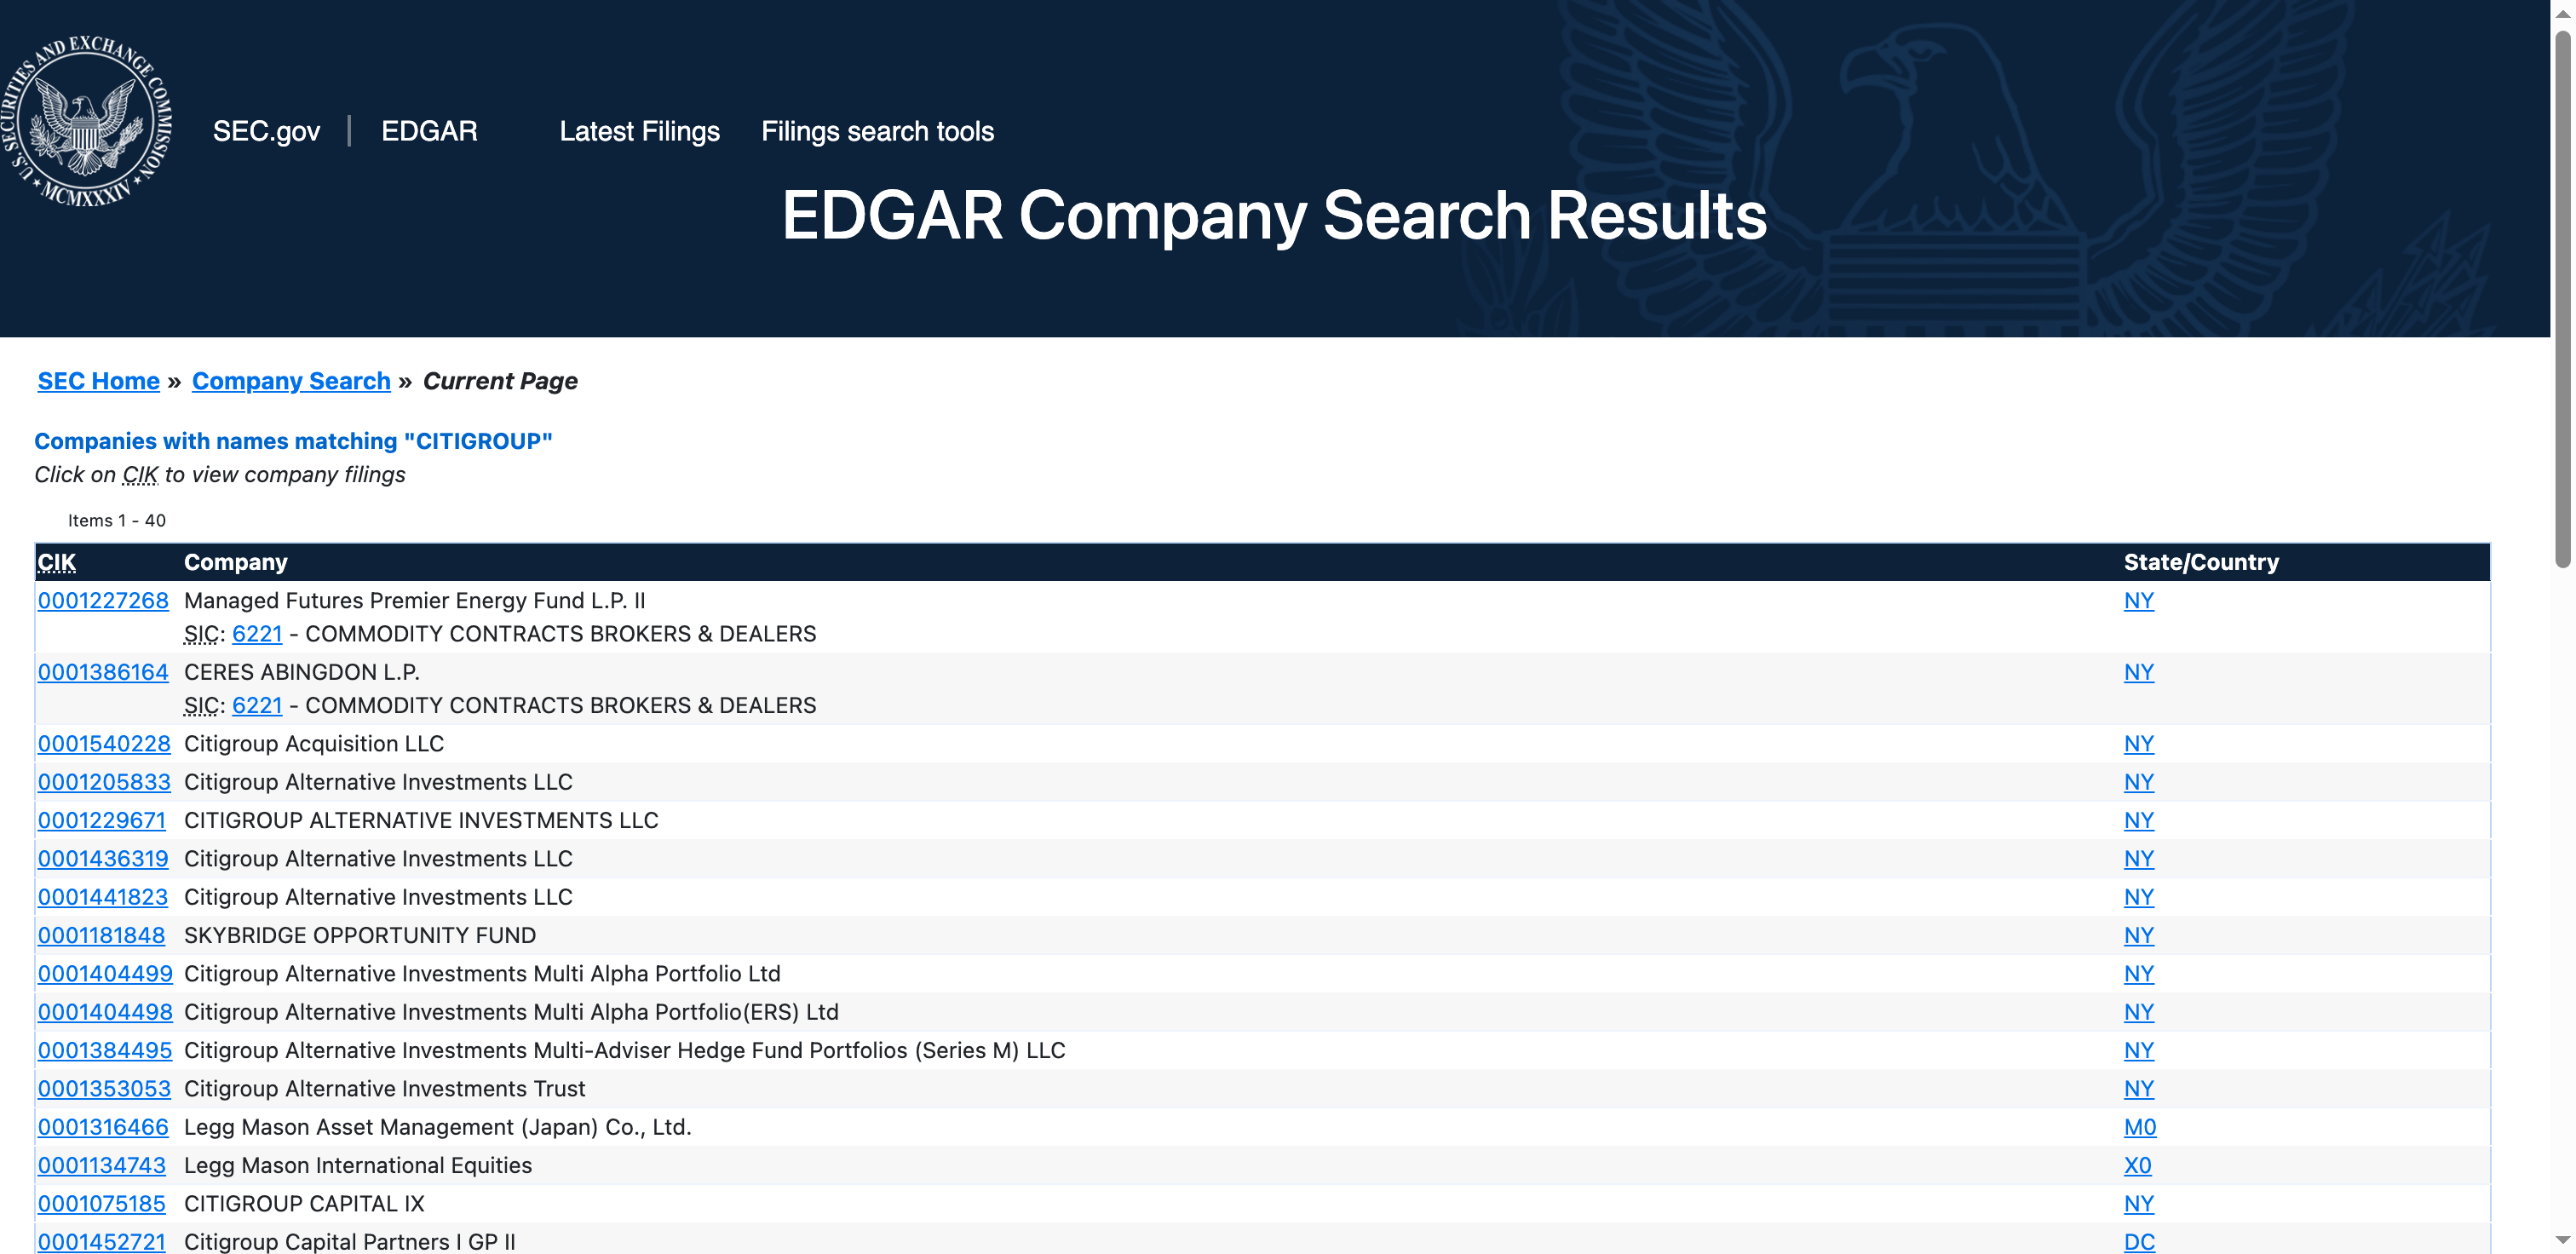 U.S. SECURITIES AND EXCHANGE COMMISSION
MCMXXXIV
SEC.gov | EDGAR Latest Filings Filings search tools
EDGAR Company Search Results
SEC Home » Company Search » Current Page
Companies with names matching "CITIGROUP"
Click on CIK to view company filings
Items 1 - 40
CIK Company State/Country
0001227268 Managed Futures Premier Energy Fund L.P. II NY
SIC: 6221 - COMMODITY CONTRACTS BROKERS & DEALERS
0001386164 CERES ABINGDON L.P. NY
SIC: 6221 - COMMODITY CONTRACTS BROKERS & DEALERS
0001540228 Citigroup Acquisition LLC NY
0001205833 Citigroup Alternative Investments LLC NY
0001229671 CITIGROUP ALTERNATIVE INVESTMENTS LLC NY
0001436319 Citigroup Alternative Investments LLC NY
0001441823 Citigroup Alternative Investments LLC NY
0001181848 SKYBRIDGE OPPORTUNITY FUND NY
0001404499 Citigroup Alternative Investments Multi Alpha Portfolio Ltd NY
0001404498 Citigroup Alternative Investments Multi Alpha Portfolio(ERS) Ltd NY
0001384495 Citigroup Alternative Investments Multi-Adviser Hedge Fund Portfolios (Series M) LLC NY
0001353053 Citigroup Alternative Investments Trust NY
0001316466 Legg Mason Asset Management (Japan) Co., Ltd. M0
0001134743 Legg Mason International Equities X0
0001075185 CITIGROUP CAPITAL IX NY
0001452721 Citigroup Capital Partners I GP II DC